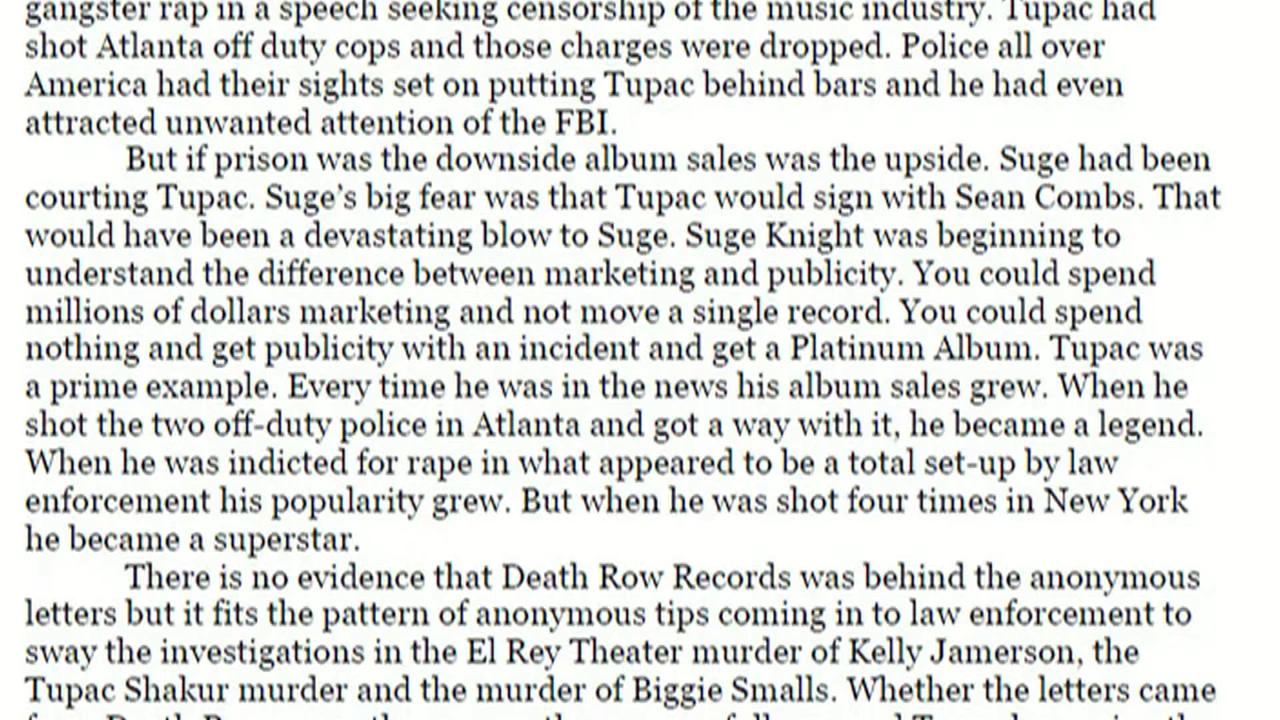 gangster rap in a speech seeking censorship of the music industry. Tupac had
shot Atlanta off duty cops and those charges were dropped. Police all over
America had their sights set on putting Tupac behind bars and he had even
attracted unwanted attention of the FBI.
But if prison was the downside album sales was the upside. Suge had been
courting Tupac. Suge's big fear was that Tupac would sign with Sean Combs. That
would have been a devastating blow to Suge. Suge Knight was beginning to
understand the difference between marketing and publicity. You could spend
millions of dollars marketing and not move a single record. You could spend
nothing and get publicity with an incident and get a Platinum Album. Tupac was
a prime example. Every time he was in the news his album sales grew. When he
shot the two off-duty police in Atlanta and got a way with it, he became a legend.
When he was indicted for rape in what appeared to be a total set-up by law
enforcement his popularity grew. But when he was shot four times in New York
he became a superstar.
There is no evidence that Death Row Records was behind the anonymous
letters but it fits the pattern of anonymous tips coming in to law enforcement to
sway the investigations in the El Rey Theater murder of Kelly Jamerson, the
Tupac Shakur murder and the murder of Biggie Smalls. Whether the letters came